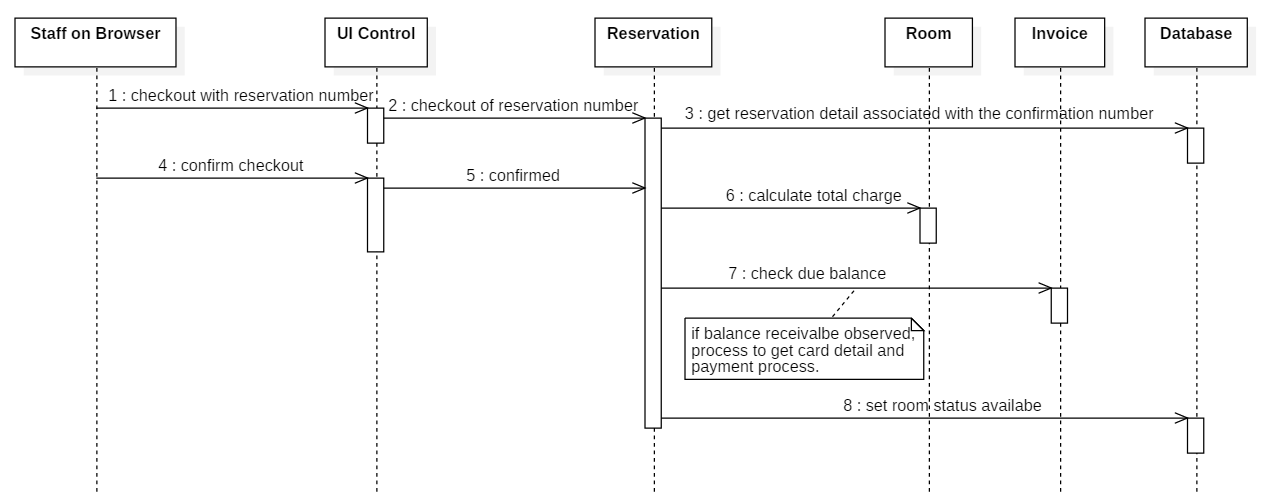 Staff on Browser
UI Control
Reservation
Room
Invoice
Database
1 : checkout with reservation number
2 : checkout of reservation number
3 : get reservation detail associated with the confirmation number
4 : confirm checkout
5 : confirmed
6 : calculate total charge
7 : check due balance
if balance receivalbe observed,
process to get card detail and
payment process.
8 : set room status availabe